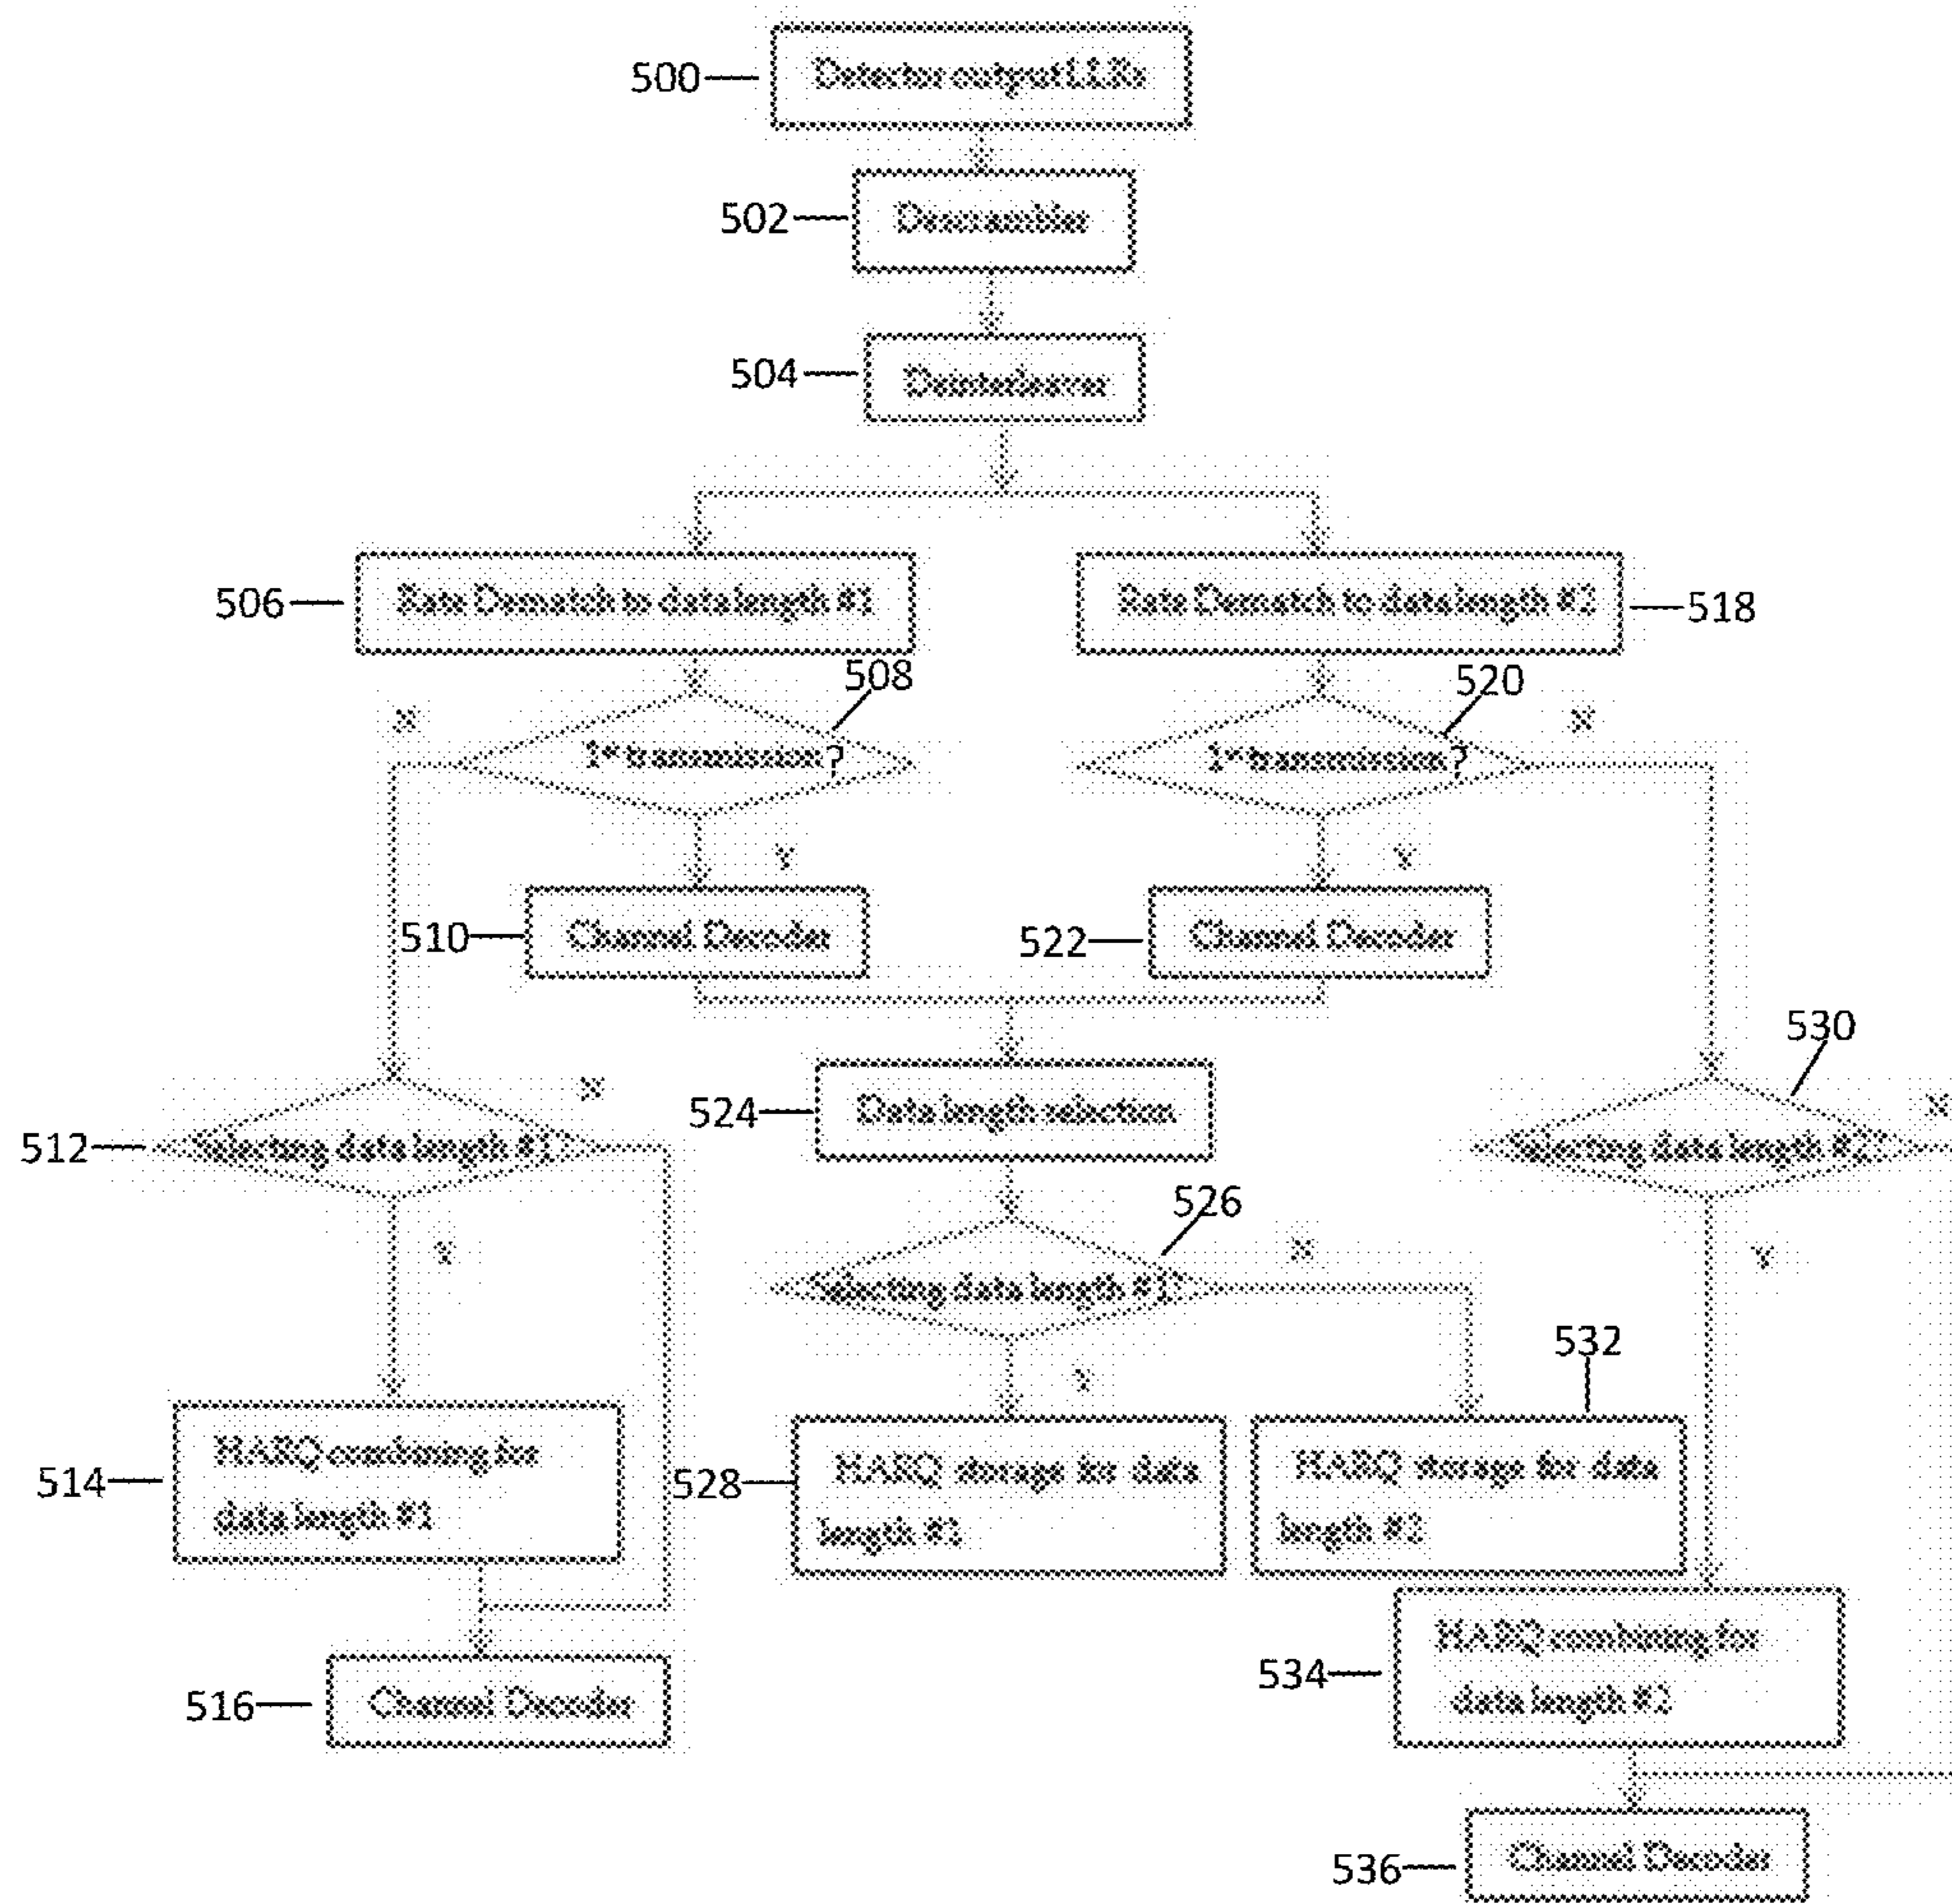 500
Detector output LLRs
502
Descrambler
504
Deinterleaver
506
Rate Dematch to data length #1
Rate Dematch to data length #2
518
508
520
N
1st transmission?
1st transmission?
N
Y
Y
510
Channel Decoder
522
Channel Decoder
530
N
524
Data length selection
N
512
data length #1
data length #2
526
Y
N
Y
data length #1
532
Y
514
HARQ combining for
data length #1
528
HARQ storage for data
length #1
HARQ storage for data
length #2
534
HARQ combining for
data length #2
516
Channel Decoder
536
Channel Decoder